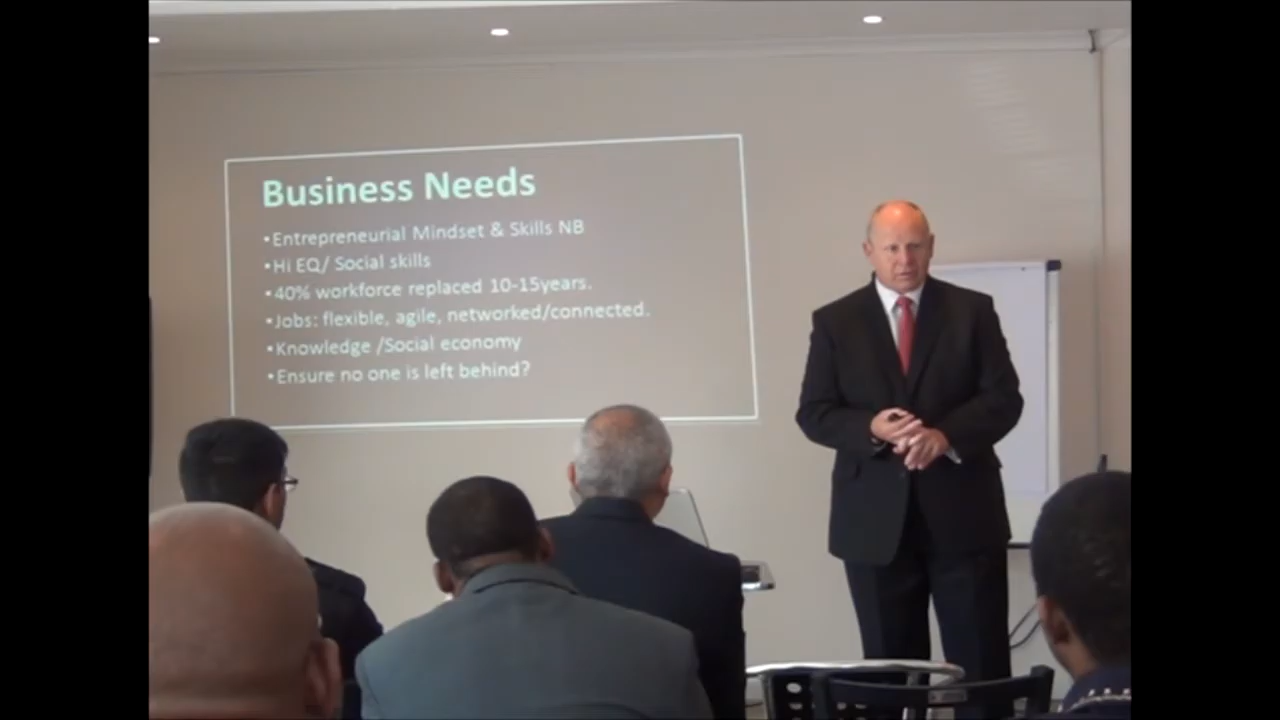 Business Needs
▪Entrepreneurial Mindset & Skills NB
▪Hi EQ/ Social skills
▪40% workforce replaced 10-15years.
▪Jobs: flexible, agile, networked/connected.
▪Knowledge /Social economy
▪Ensure no one is left behind?